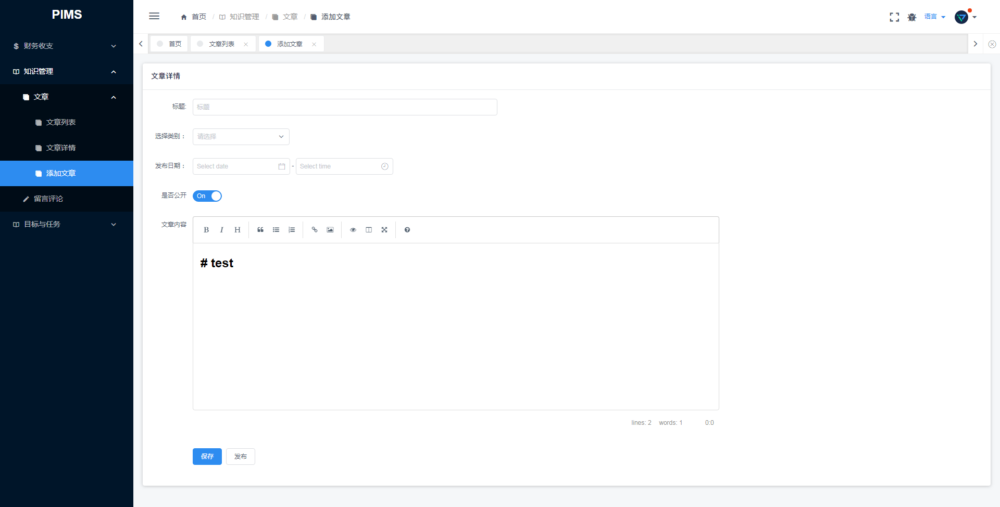 PIMS
财务收支
知识管理
文章
文章列表
文章详情
添加文章
留言评论
目标与任务
首页 / 知识管理 / 文章 / 添加文章
语言
首页 文章列表 添加文章
文章详情
标题: 标题
选择类别： 请选择
发布日期： Select date - Select time
是否公开 On
文章内容
B I H
# test
lines: 2 words: 1 0:0
保存 发布